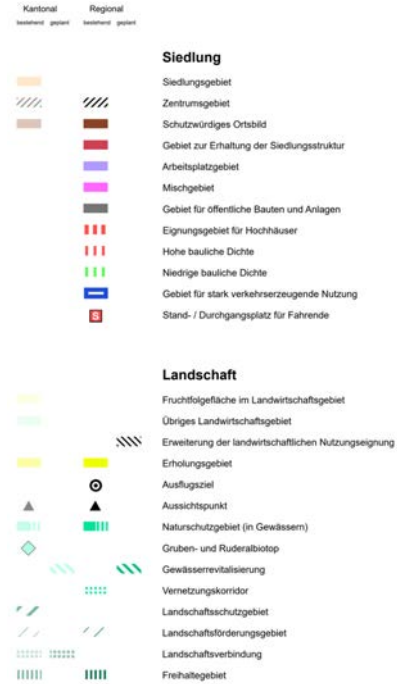 Kantonal Regional
bestehend geplant bestehend geplant
Siedlung
Siedlungsgebiet
Zentrumsgebiet
Schutzwürdiges Ortsbild
Gebiet zur Erhaltung der Siedlungsstruktur
Arbeitsplatzgebiet
Mischgebiet
Gebiet für öffentliche Bauten und Anlagen
Eignungsgebiet für Hochhäuser
Hohe bauliche Dichte
Niedrige bauliche Dichte
Gebiet für stark verkehrserzeugende Nutzung
S Stand- / Durchgangsplatz für Fahrende
Landschaft
Fruchtfolgefläche im Landwirtschaftsgebiet
Übriges Landwirtschaftsgebiet
Erweiterung der landwirtschaftlichen Nutzungseignung
Erholungsgebiet
Ausflugsziel
Aussichtspunkt
Naturschutzgebiet (in Gewässern)
Gruben- und Ruderalbiotop
Gewässerrevitalisierung
Vernetzungskorridor
Landschaftsschutzgebiet
Landschaftsförderungsgebiet
Landschaftsverbindung
Freihaltegebiet